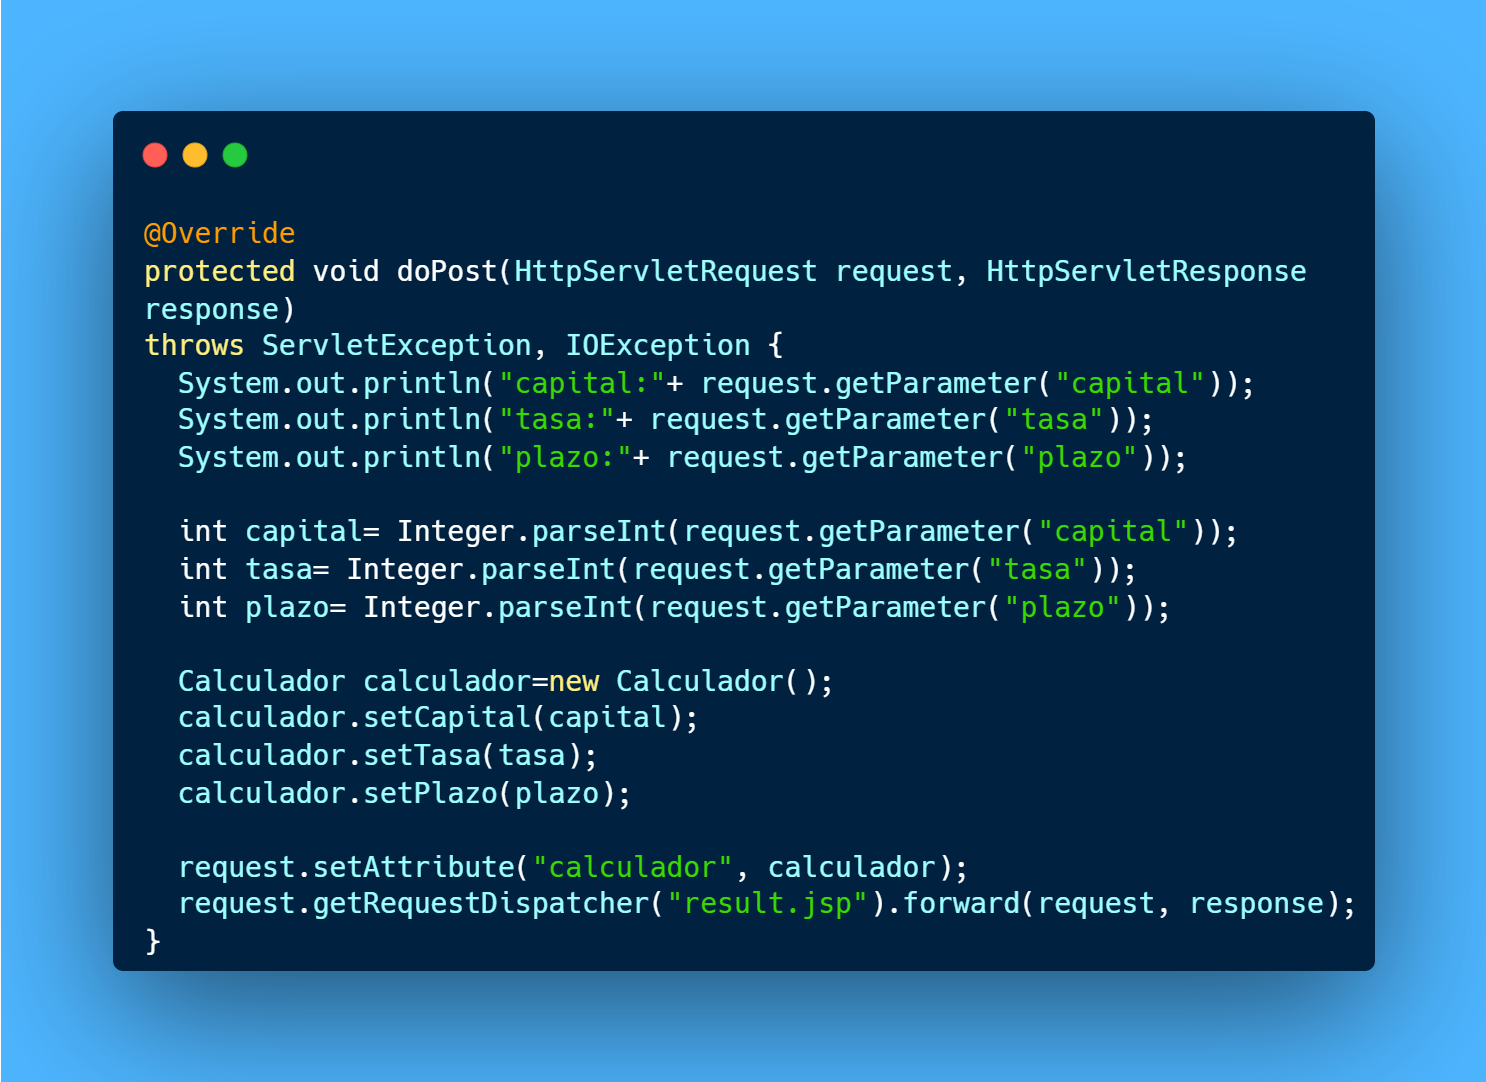 @Override
protected void doPost(HttpServletRequest request, HttpServletResponse
response)
throws ServletException, IOException {
  System.out.println("capital:"+ request.getParameter("capital"));
  System.out.println("tasa:"+ request.getParameter("tasa"));
  System.out.println("plazo:"+ request.getParameter("plazo"));

  int capital= Integer.parseInt(request.getParameter("capital"));
  int tasa= Integer.parseInt(request.getParameter("tasa"));
  int plazo= Integer.parseInt(request.getParameter("plazo"));

  Calculador calculador=new Calculador();
  calculador.setCapital(capital);
  calculador.setTasa(tasa);
  calculador.setPlazo(plazo);

  request.setAttribute("calculador", calculador);
  request.getRequestDispatcher("result.jsp").forward(request, response);
}